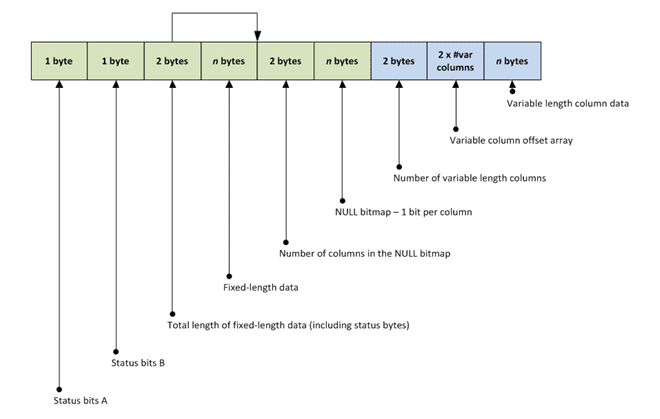 1 byte
1 byte
2 bytes
n bytes
2 bytes
n bytes
2 bytes
2 x #var
columns
n bytes
Variable length column data
Variable column offset array
Number of variable length columns
NULL bitmap – 1 bit per column
Number of columns in the NULL bitmap
Fixed-length data
Total length of fixed-length data (including status bytes)
Status bits B
Status bits A